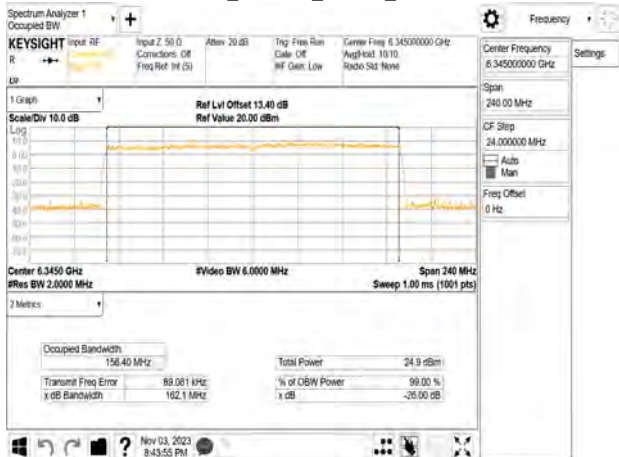 Spectrum Analyzer 1
Occupied BW
+
Frequency
KEYSIGHT Input: RF
R
Input Z: 50 Ω
Corrections: Off
Freq Ref: Int (S)
Atten: 20 dB
Trig: Free Run
Gate: Off
#IF Gain: Low
Center Freq: 6.345000000 GHz
Avg|Hold: 10/10
Radio Std: None
Center Frequency
6.345000000 GHz
Settings
Span
240.00 MHz
CF Step
24.000000 MHz
Auto
Man
Freq Offset
0 Hz
1 Graph
Scale/Div 10.0 dB
Ref Lvl Offset 13.40 dB
Ref Value 20.00 dBm
Log
10.0
0.00
Center 6.3450 GHz
#Res BW 2.0000 MHz
#Video BW 6.0000 MHz
Span 240 MHz
Sweep 1.00 ms (1001 pts)
2 Metrics
Occupied Bandwidth
156.40 MHz
Total Power 24.9 dBm
Transmit Freq Error 89.081 kHz
% of OBW Power 99.00 %
x dB Bandwidth 162.1 MHz
x dB -26.00 dB
?
Nov 03, 2023
8:43:55 PM